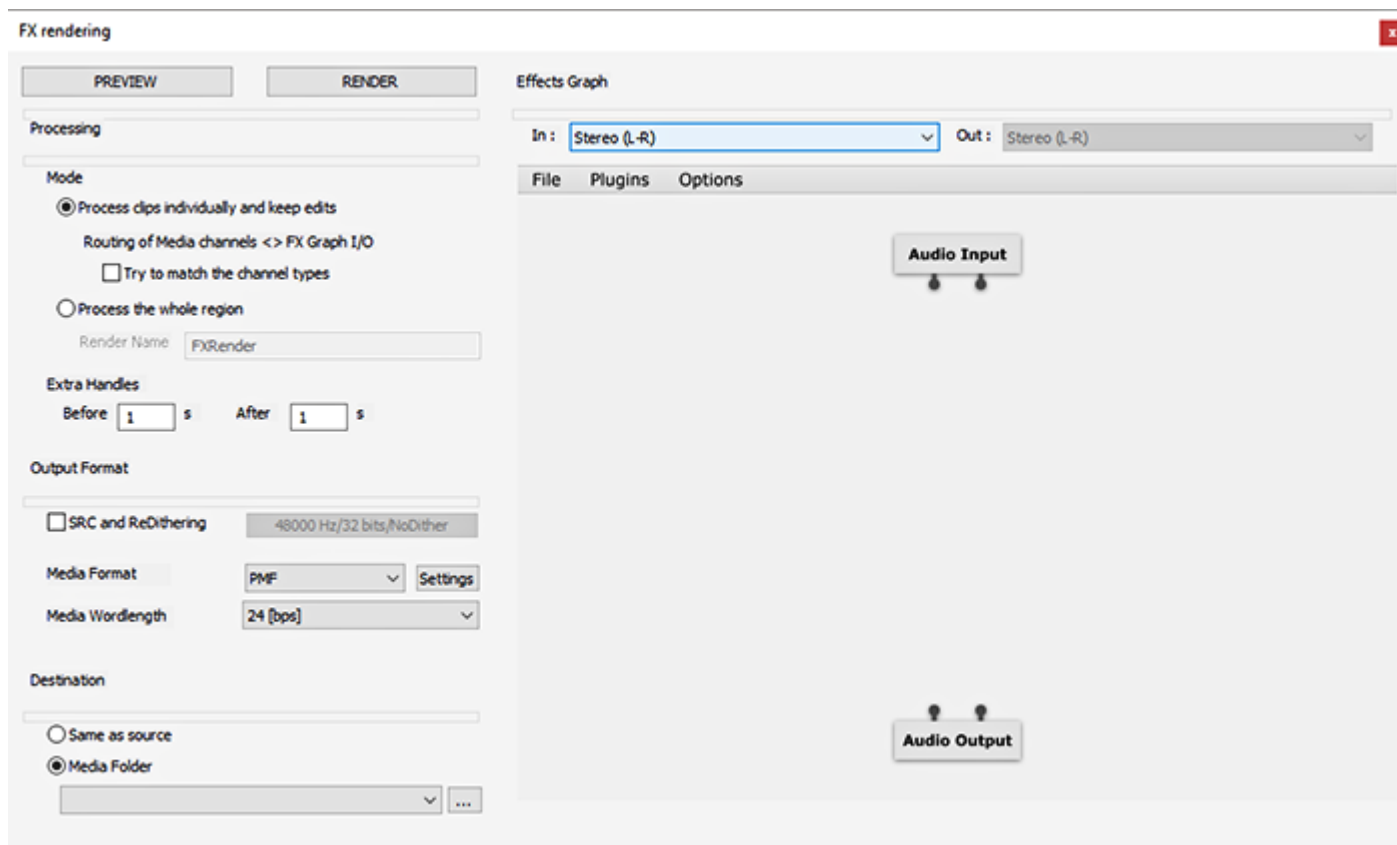 FX rendering
x
PREVIEW
RENDER
Processing
Mode
Process clips individually and keep edits
Routing of Media channels <> FX Graph I/O
Try to match the channel types
Process the whole region
Render Name
FXRender
Extra Handles
Before 1 s After 1 s
Output Format
SRC and ReDithering
48000 Hz/32 bits/NoDither
Media Format
PMF
Settings
Media Wordlength
24 [bps]
Destination
Same as source
Media Folder
...
Effects Graph
In : Stereo (L-R)
Out : Stereo (L-R)
File Plugins Options
Audio Input
Audio Output